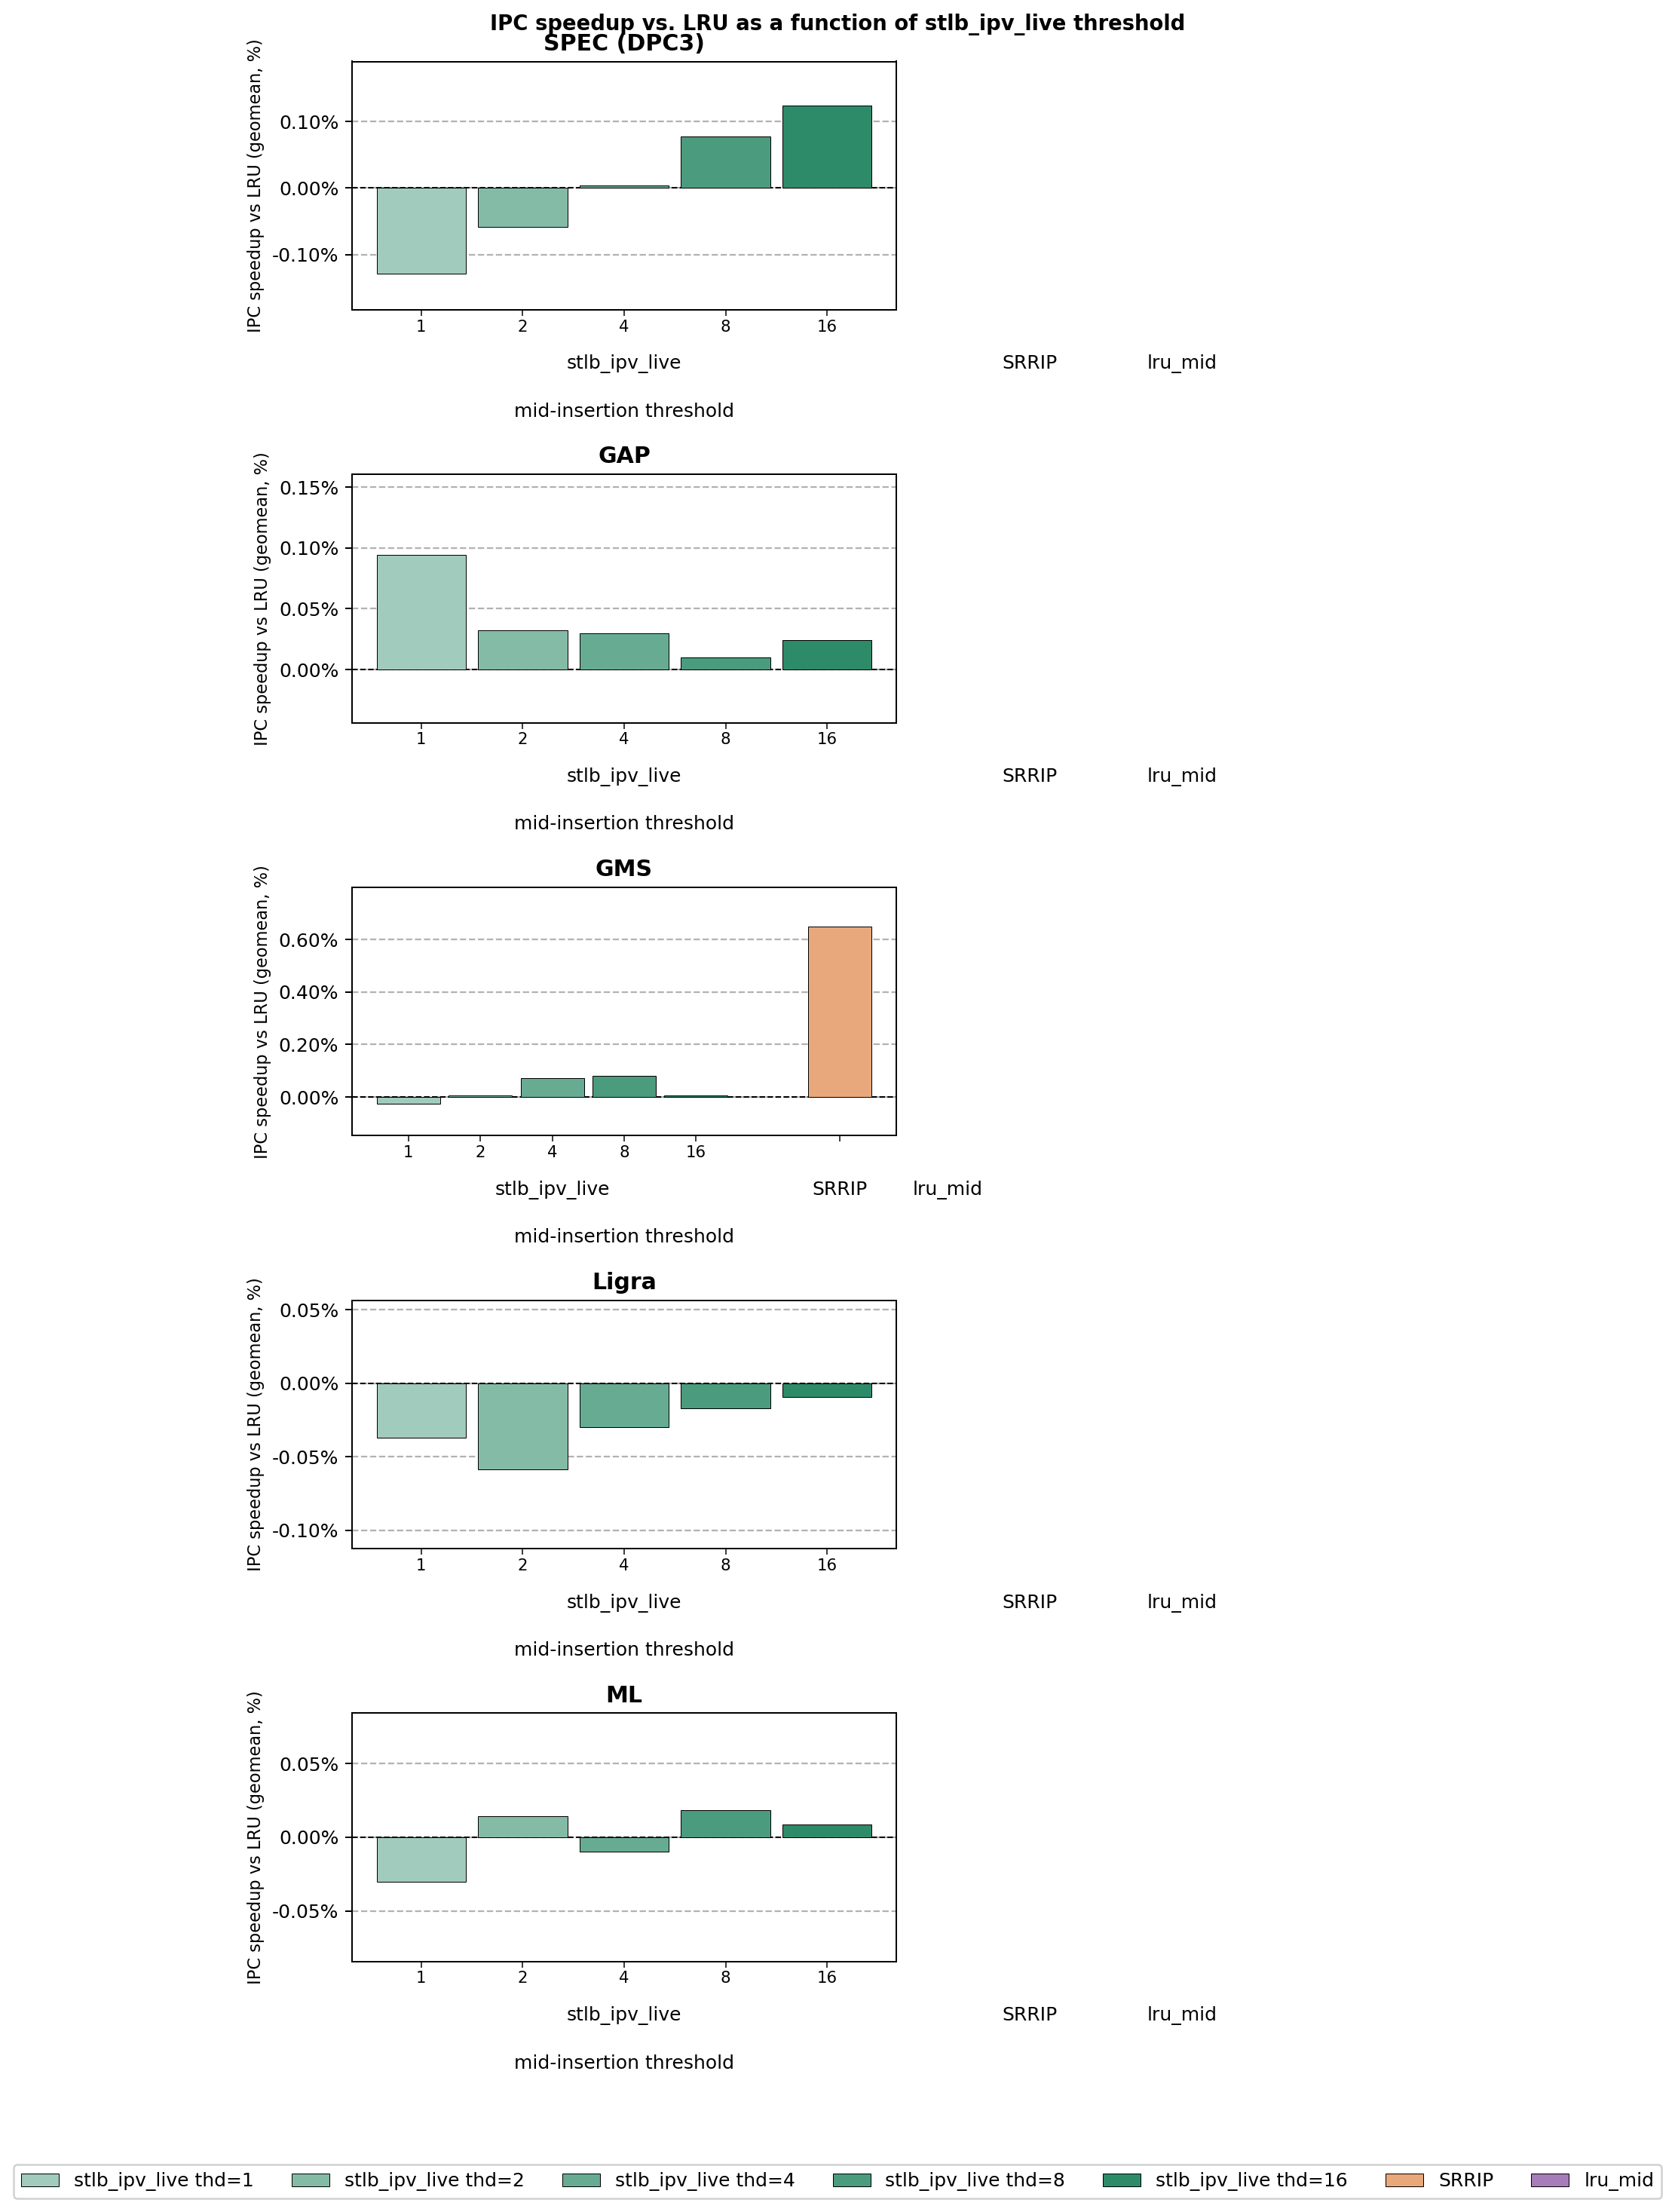 IPC speedup vs. LRU as a function of stlb_ipv_live threshold
SPEC (DPC3)
IPC speedup vs LRU (geomean, %)
0.10%
0.00%
-0.10%
1 2 4 8 16
stlb_ipv_live SRRIP lru_mid
mid-insertion threshold
GAP
IPC speedup vs LRU (geomean, %)
0.15%
0.10%
0.05%
0.00%
1 2 4 8 16
stlb_ipv_live SRRIP lru_mid
mid-insertion threshold
GMS
IPC speedup vs LRU (geomean, %)
0.60%
0.40%
0.20%
0.00%
1 2 4 8 16
stlb_ipv_live SRRIP lru_mid
mid-insertion threshold
Ligra
IPC speedup vs LRU (geomean, %)
0.05%
0.00%
-0.05%
-0.10%
1 2 4 8 16
stlb_ipv_live SRRIP lru_mid
mid-insertion threshold
ML
IPC speedup vs LRU (geomean, %)
0.05%
0.00%
-0.05%
1 2 4 8 16
stlb_ipv_live SRRIP lru_mid
mid-insertion threshold
stlb_ipv_live thd=1 stlb_ipv_live thd=2 stlb_ipv_live thd=4 stlb_ipv_live thd=8 stlb_ipv_live thd=16 SRRIP lru_mid